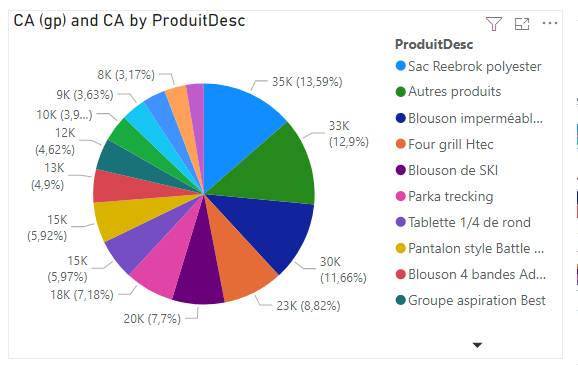 CA (gp) and CA by ProduitDesc
ProduitDesc
Sac Reebrok polyester
Autres produits
Blouson imperméabl...
Four grill Htec
Blouson de SKI
Parka trecking
Tablette 1/4 de rond
Pantalon style Battle ...
Blouson 4 bandes Ad...
Groupe aspiration Best
35K (13,59%)
33K
(12,9%)
30K
(11,66%)
23K (8,82%)
20K (7,7%)
18K (7,18%)
15K
(5,97%)
15K
(5,92%)
13K
(4,9%)
12K
(4,62%)
10K (3,9...)
9K (3,63%)
8K (3,17%)